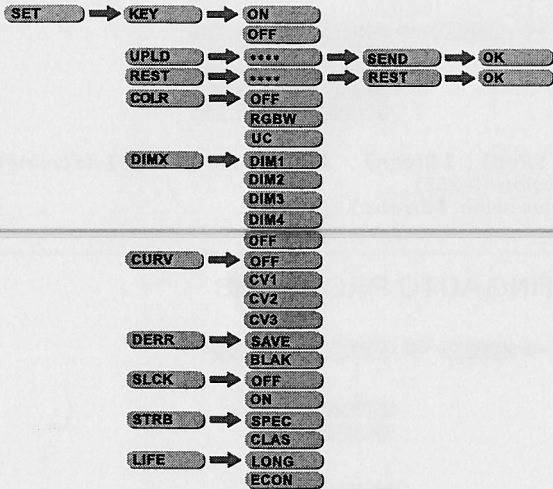 SET KEY ON
OFF
UPLD **** SEND OK
REST **** REST OK
COLR OFF
RGBW
UC
DIMX DIM1
DIM2
DIM3
DIM4
OFF
CURV OFF
CV1
CV2
CV3
DERR SAVE
BLAK
SLCK OFF
ON
STRB SPEC
CLAS
LIFE LONG
ECON